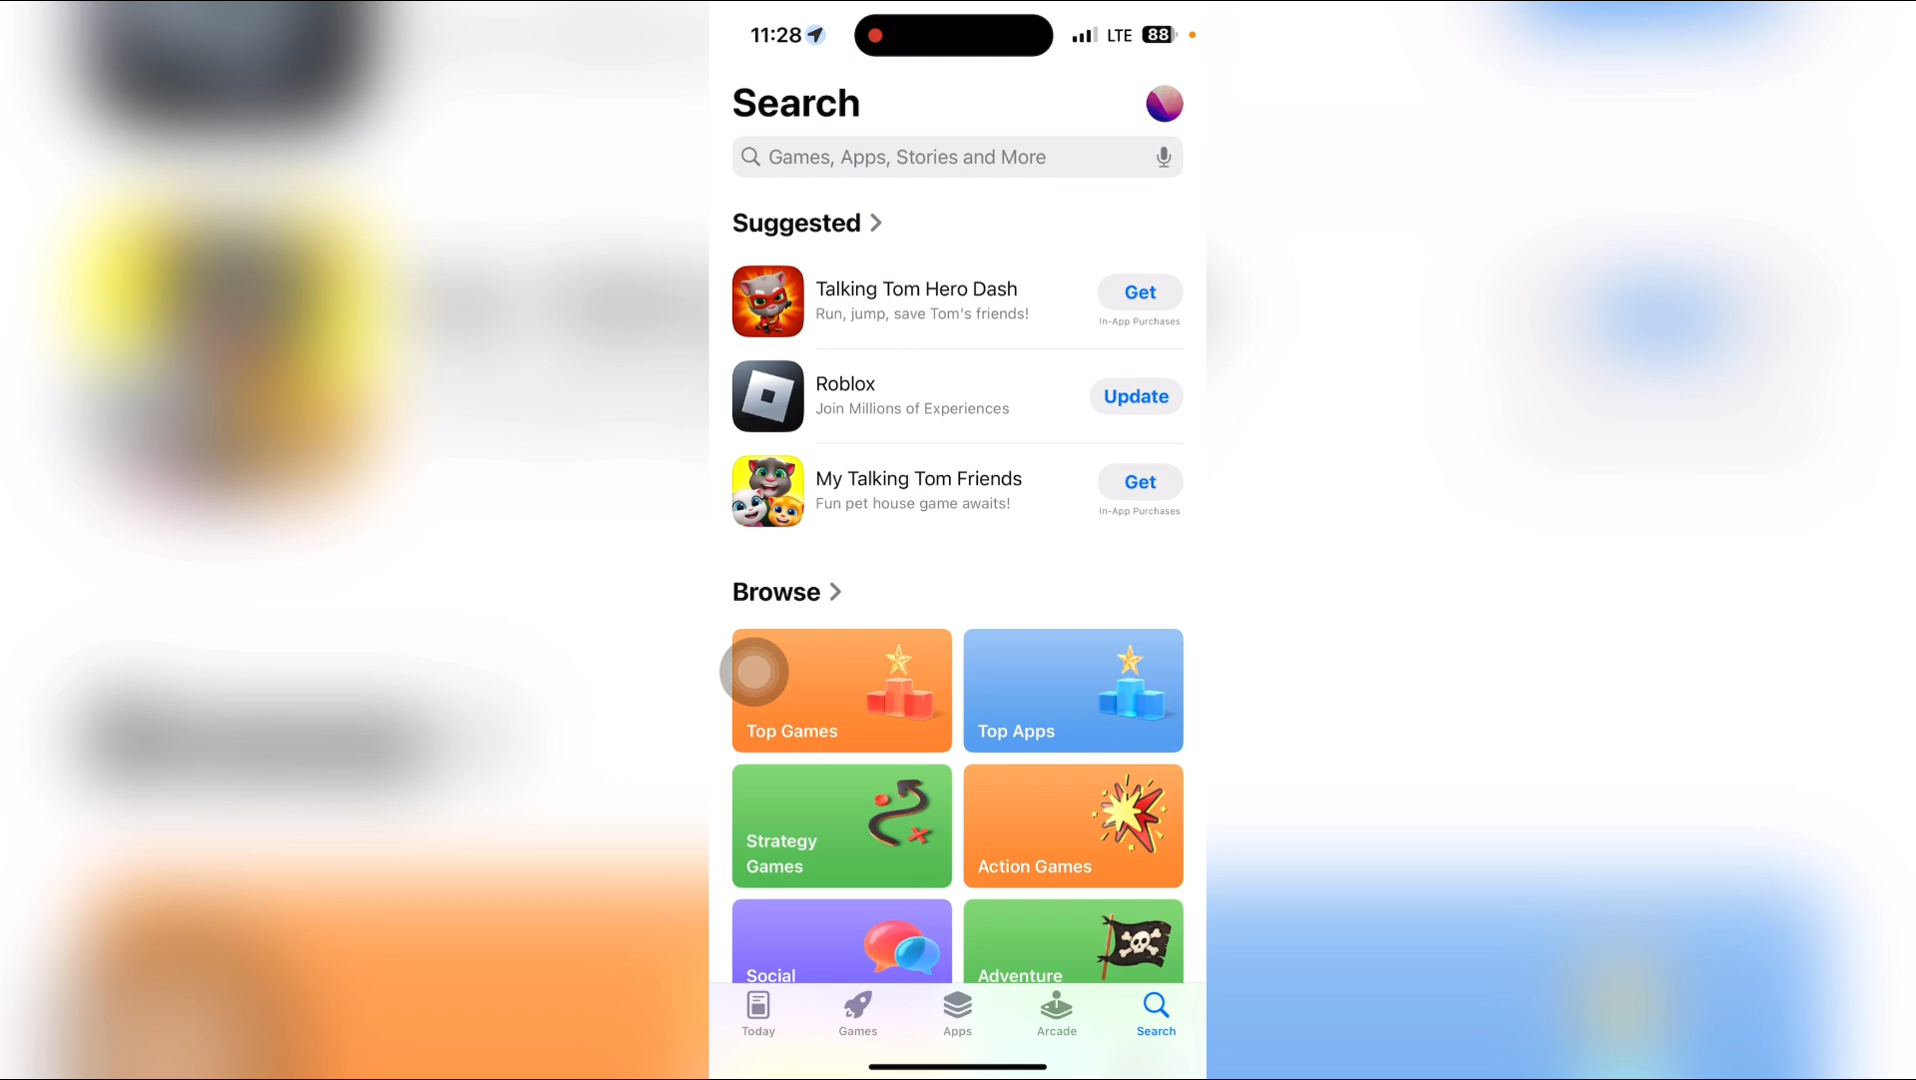 11:28 LTE 88
Search
Games, Apps, Stories and More
Suggested
Talking Tom Hero Dash
Run, jump, save Tom's friends!
Get
In-App Purchases
Roblox
Join Millions of Experiences
Update
My Talking Tom Friends
Fun pet house game awaits!
Get
In-App Purchases
Browse
Top Games
Top Apps
Strategy
Games
Action Games
Social
Adventure
Today Games Apps Arcade Search